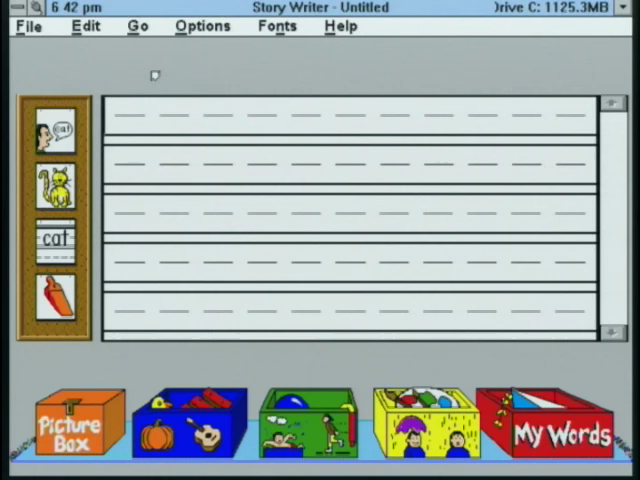 6 42 pm Story Writer - Untitled )rive C: 1125.3MB
File Edit Go Options Fonts Help
cat
cat
Picture Box
My Words